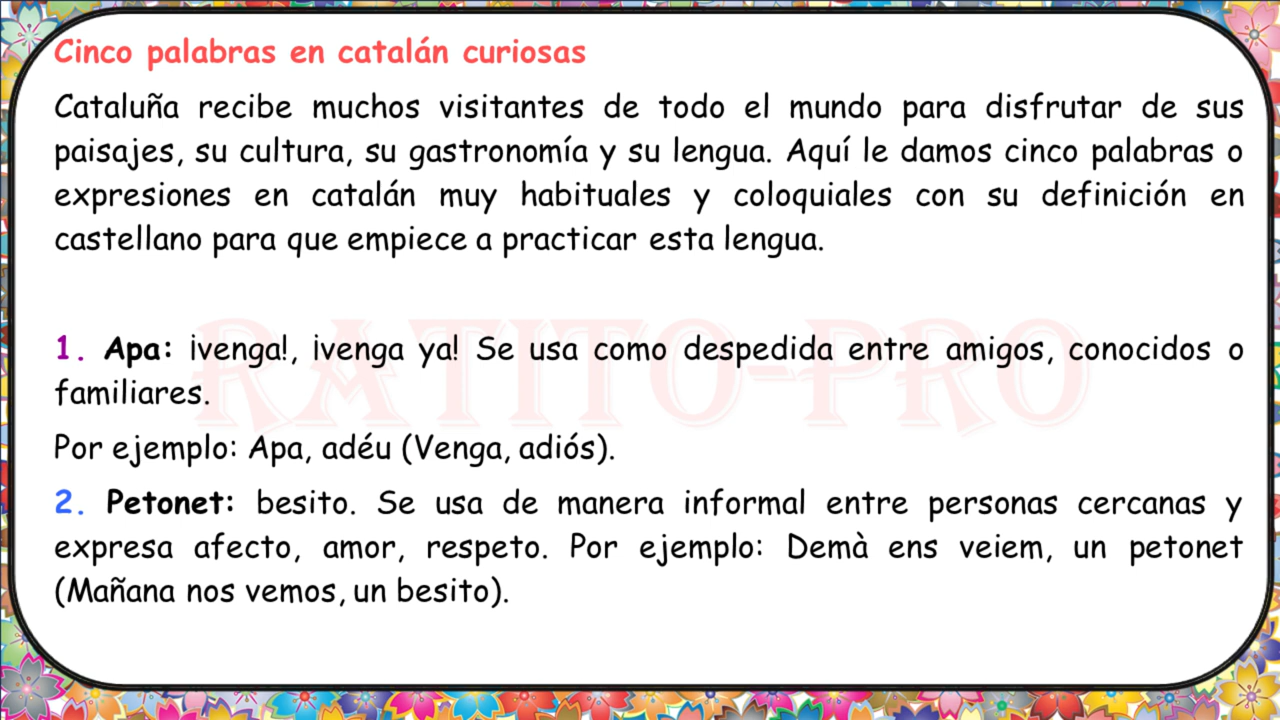 Cinco palabras en catalán curiosas
Cataluña recibe muchos visitantes de todo el mundo para disfrutar de sus
paisajes, su cultura, su gastronomía y su lengua. Aquí le damos cinco palabras o
expresiones en catalán muy habituales y coloquiales con su definición en
castellano para que empiece a practicar esta lengua.
RATITO-PRO
1. Apa: ¡venga!, ¡venga ya! Se usa como despedida entre amigos, conocidos o
familiares.
Por ejemplo: Apa, adéu (Venga, adiós).
2. Petonet: besito. Se usa de manera informal entre personas cercanas y
expresa afecto, amor, respeto. Por ejemplo: Demà ens veiem, un petonet
(Mañana nos vemos, un besito).